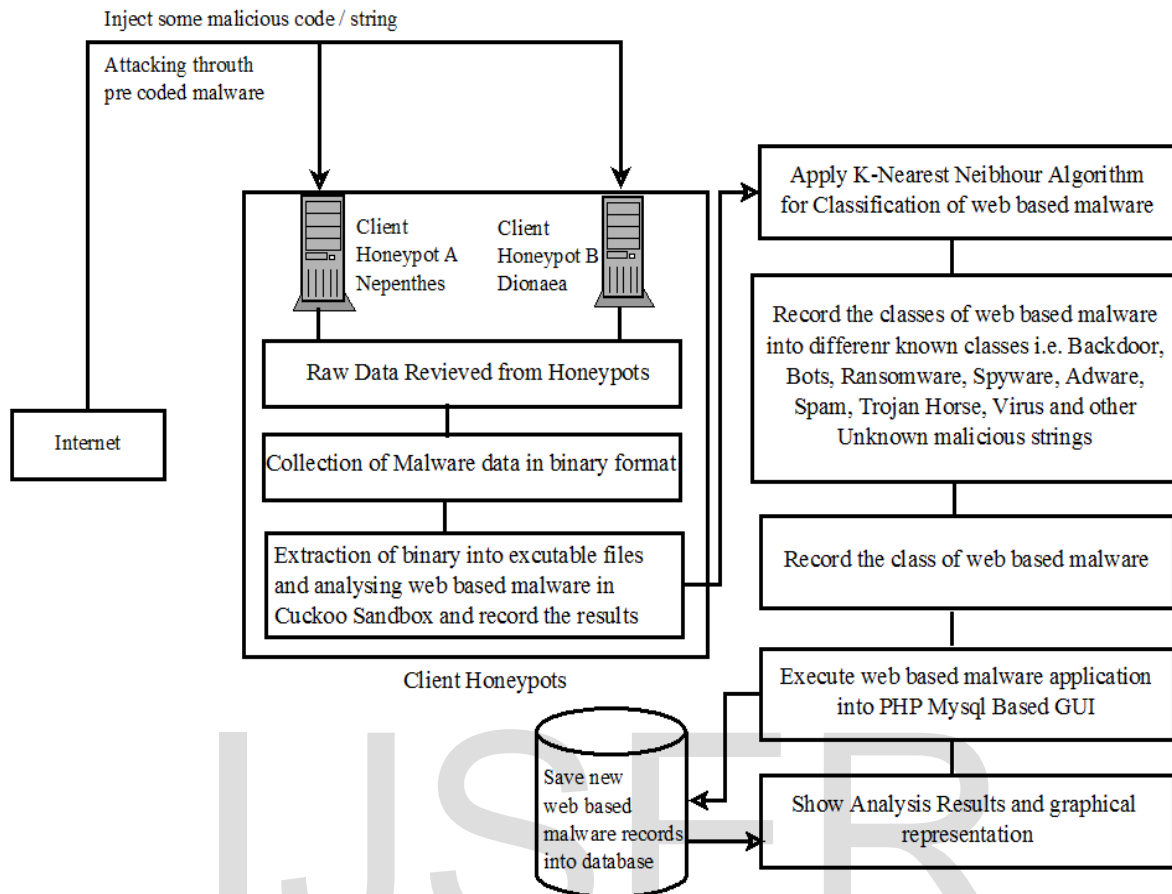 Inject some malicious code / string
Attacking throuth
pre coded malware
Internet
Client
Honeypot A
Nepenthes
Client
Honeypot B
Dionaea
Raw Data Revieved from Honeypots
Collection of Malware data in binary format
Extraction of binary into excutable files
and analysing web based malware in
Cuckoo Sandbox and record the results
Client Honeypots
Apply K-Nearest Neibhour Algorithm
for Classification of web based malware
Record the classes of web based malware
into differenr known classes i.e. Backdoor,
Bots, Ransomware, Spyware, Adware,
Spam, Trojan Horse, Virus and other
Unknown malicious strings
Record the class of web based malware
Execute web based malware application
into PHP Mysql Based GUI
Save new
web based
malware records
into database
Show Analysis Results and graphical
representation
IJSER